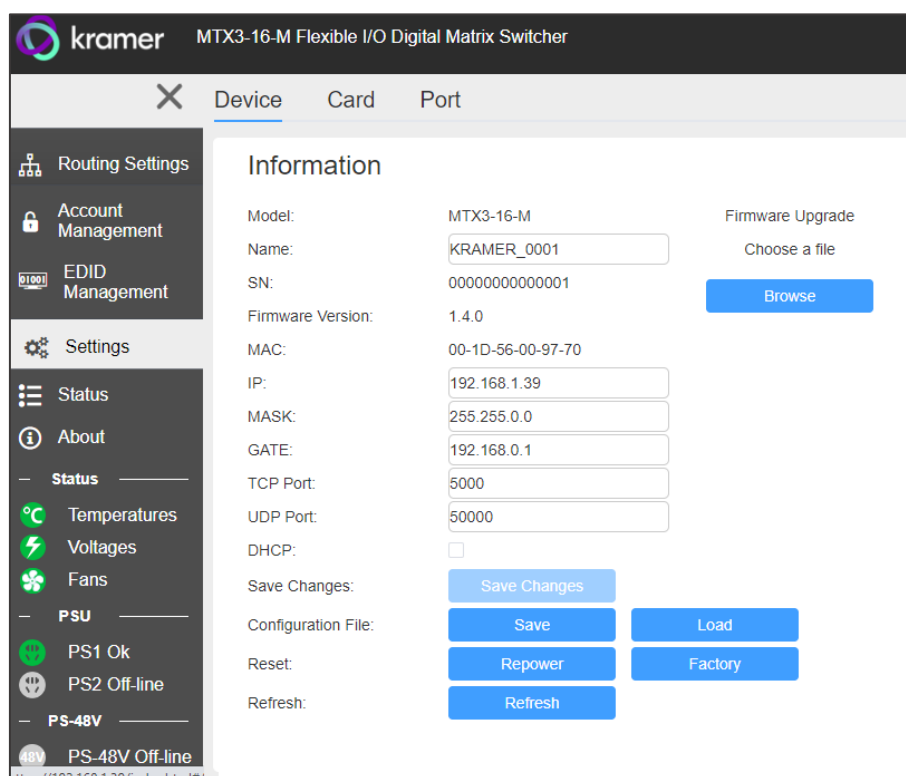 kramer MTX3-16-M Flexible I/O Digital Matrix Switcher
Device Card Port
Routing Settings
Account
Management
01001
EDID
Management
Settings
Status
About
Status
°C Temperatures
Voltages
Fans
PSU
PS1 Ok
PS2 Off-line
PS-48V
48V PS-48V Off-line
Information
Model: MTX3-16-M
Name: KRAMER_0001
SN: 00000000000001
Firmware Version: 1.4.0
MAC: 00-1D-56-00-97-70
IP: 192.168.1.39
MASK: 255.255.0.0
GATE: 192.168.0.1
TCP Port: 5000
UDP Port: 50000
DHCP:
Save Changes: Save Changes
Configuration File: Save Load
Reset: Repower Factory
Refresh: Refresh
Firmware Upgrade
Choose a file
Browse